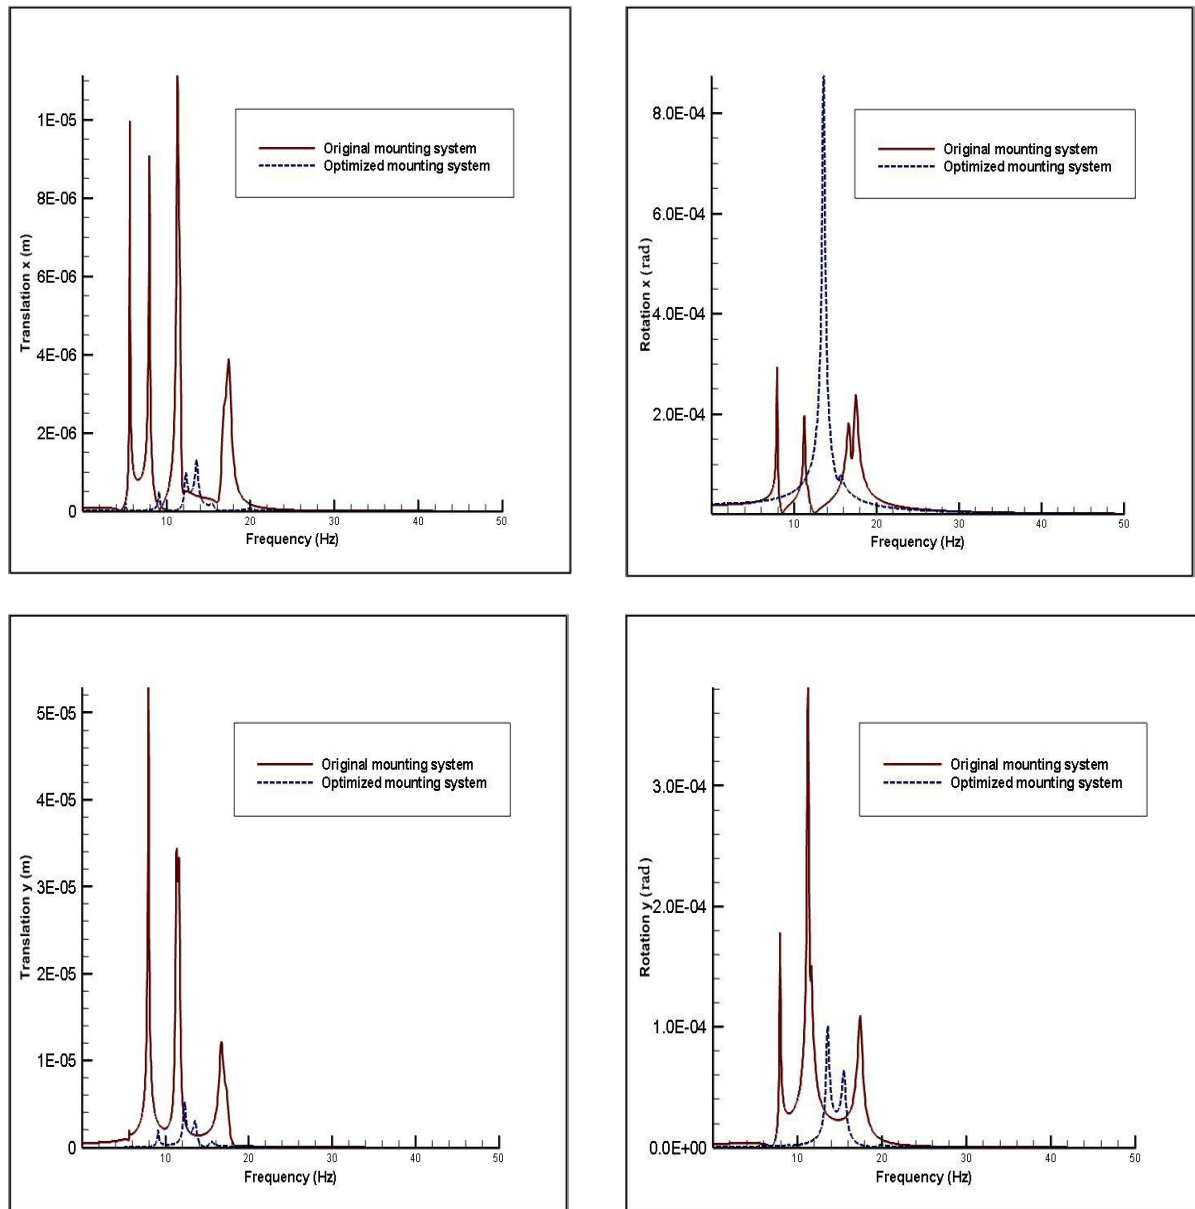 1E-05
8E-06
6E-06
4E-06
2E-06
0
Translation x (m)
Original mounting system
Optimized mounting system
10
20
30
40
50
Frequency (Hz)
8.0E-04
6.0E-04
4.0E-04
2.0E-04
Rotation x (rad)
Original mounting system
Optimized mounting system
10
20
30
40
50
Frequency (Hz)
5E-05
4E-05
3E-05
2E-05
1E-05
0
Translation y (m)
Original mounting system
Optimized mounting system
10
20
30
40
50
Frequency (Hz)
3.0E-04
2.0E-04
1.0E-04
0.0E+00
Rotation y (rad)
Original mounting system
Optimized mounting system
10
20
30
40
50
Frequency (Hz)